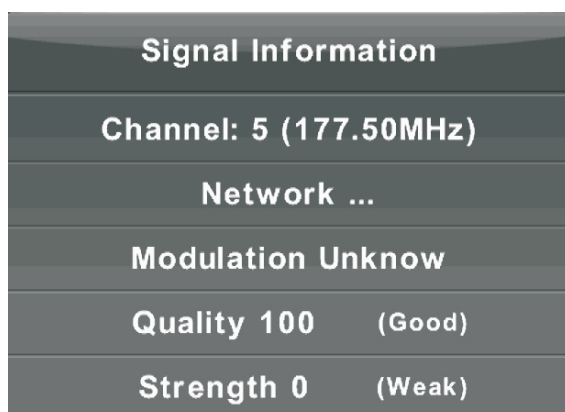 Signal Information
Channel: 5 (177.50MHz)
Network ...
Modulation Unknow
Quality 100 (Good)
Strength 0 (Weak)